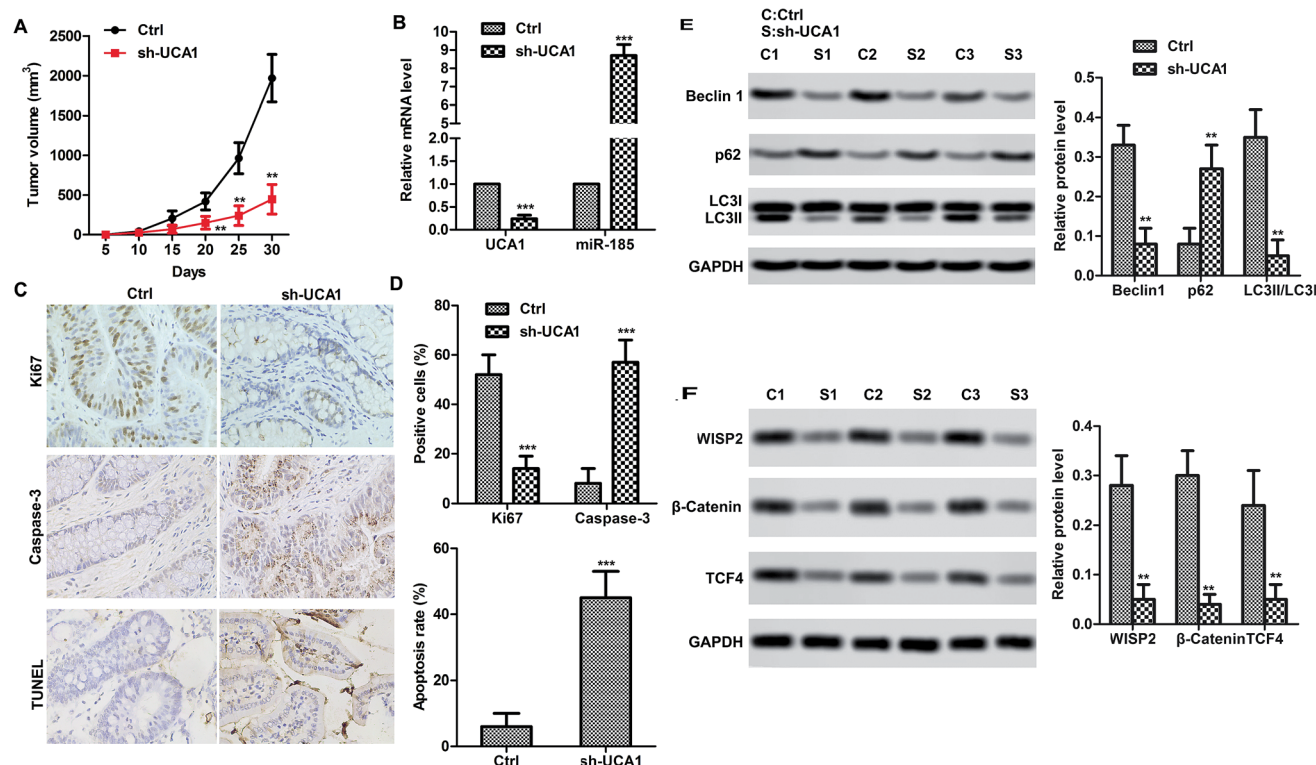 A
Ctrl
sh-UCA1
Tumor volume (mm3)
2500
2000
1500
1000
500
0
** ** **
5 10 15 20 25 30
Days
B
Ctrl
sh-UCA1
Relative mRNA level
10
9
8
7
6
5
2.0
1.5
1.0
0.5
0.0
***
***
UCA1 miR-185
C
Ctrl sh-UCA1
Ki67
Caspase-3
TUNEL
D
Ctrl
sh-UCA1
Positive cells (%)
80
60
40
20
0
***
***
Ki67 Caspase-3
Apoptosis rate (%)
60
40
20
0
***
Ctrl sh-UCA1
E
C:Ctrl
S:sh-UCA1
C1 S1 C2 S2 C3 S3
Beclin 1
p62
LC3I
LC3II
GAPDH
Ctrl
sh-UCA1
Relative protein level
0.5
0.4
0.3
0.2
0.1
0.0
** ** **
Beclin1 p62 LC3II/LC3I
F
C1 S1 C2 S2 C3 S3
WISP2
β-Catenin
TCF4
GAPDH
Relative protein level
0.4
0.3
0.2
0.1
0.0
** ** **
WISP2 β-Catenin TCF4